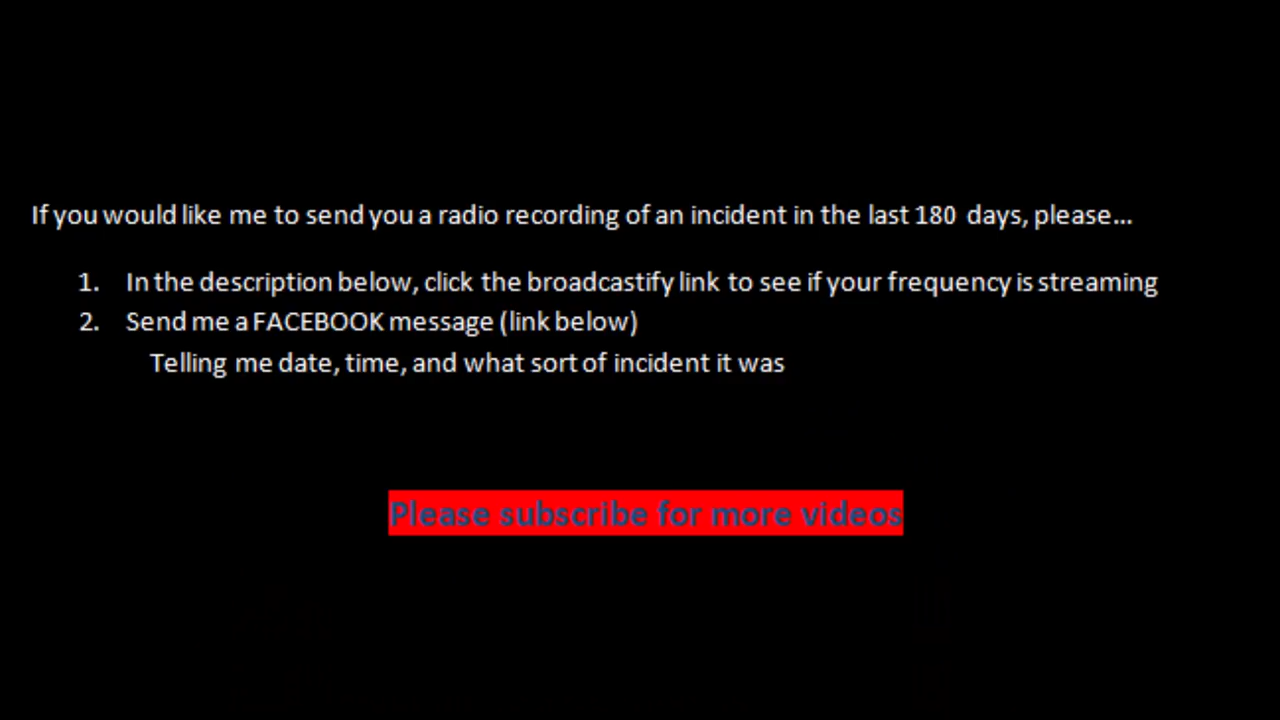 If you would like me to send you a radio recording of an incident in the last 180 days, please...
1. In the description below, click the broadcastify link to see if your frequency is streaming
2. Send me a FACEBOOK message (link below)
Telling me date, time, and what sort of incident it was
Please subscribe for more videos